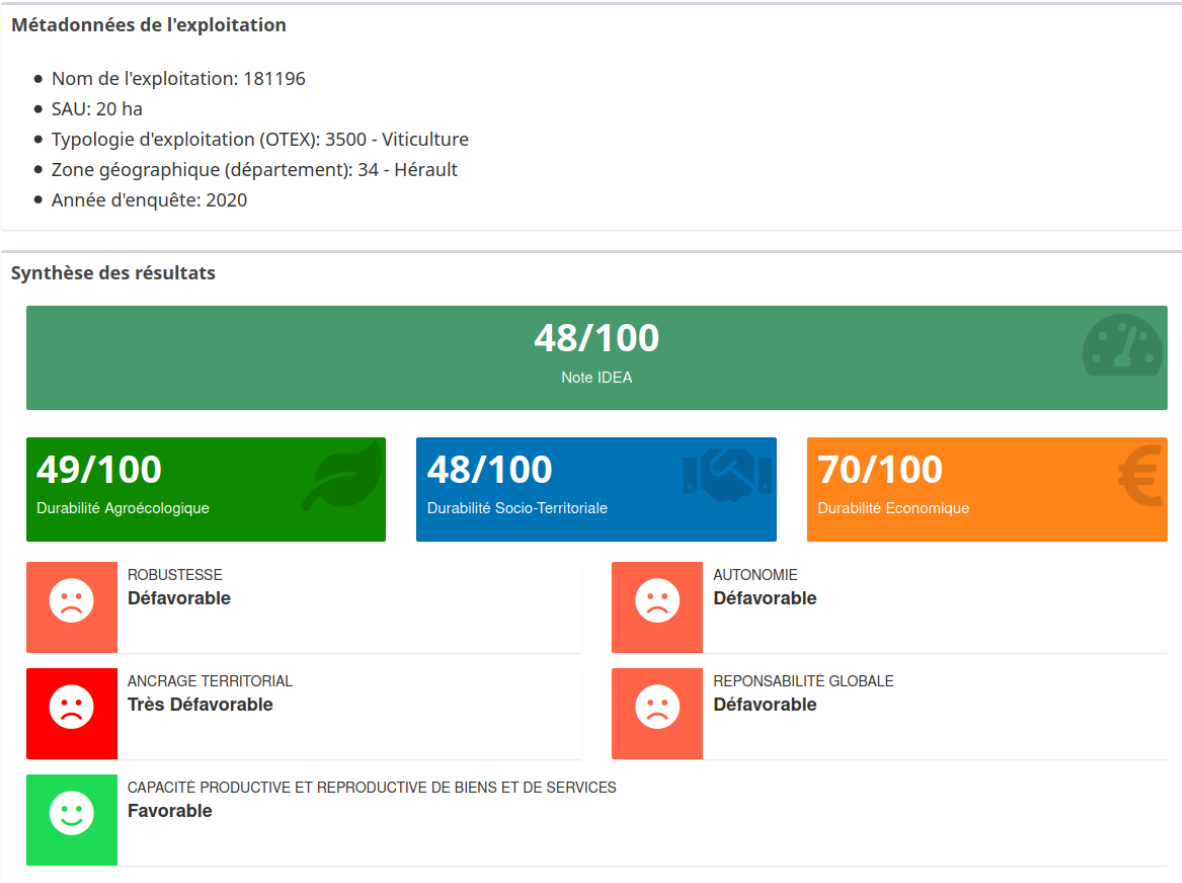 Métadonnées de l'exploitation
Nom de l'exploitation: 181196
SAU: 20 ha
Typologie d'exploitation (OTEX): 3500 - Viticulture
Zone géographique (département): 34 - Hérault
Année d'enquête: 2020
Synthèse des résultats
48/100
Note IDEA
49/100
Durabilité Agroécologique
48/100
Durabilité Socio-Territoriale
70/100
Durabilité Economique
ROBUSTESSE
Défavorable
AUTONOMIE
Défavorable
ANCRAGE TERRITORIAL
Très Défavorable
REPONSABILITÉ GLOBALE
Défavorable
CAPACITÉ PRODUCTIVE ET REPRODUCTIVE DE BIENS ET DE SERVICES
Favorable